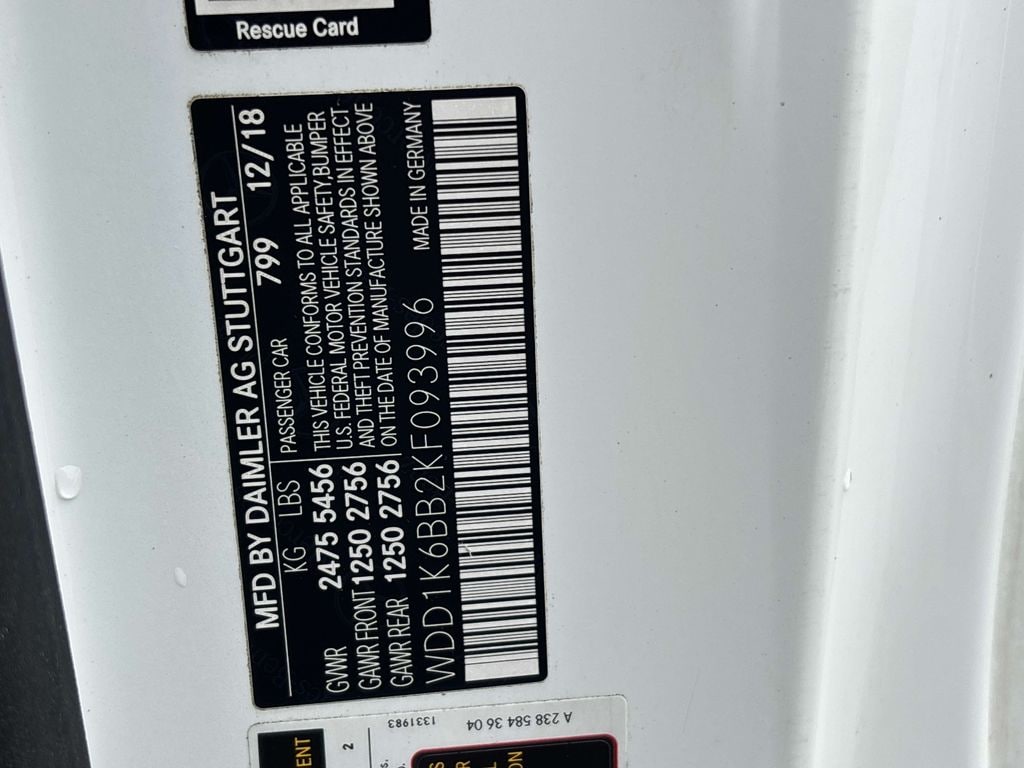 Rescue Card
MFD BY DAIMLER AG STUTTGART
799 12/18
KG LBS PASSENGER CAR
GVWR 2475 5456
GAWR FRONT 1250 2756
GAWR REAR 1250 2756
THIS VEHICLE CONFORMS TO ALL APPLICABLE
U.S. FEDERAL MOTOR VEHICLE SAFETY,BUMPER
AND THEFT PREVENTION STANDARDS IN EFFECT
ON THE DATE OF MANUFACTURE SHOWN ABOVE
WDD1K6BB2KF093996 MADE IN GERMANY
A 238 584 36 04
1331983
2